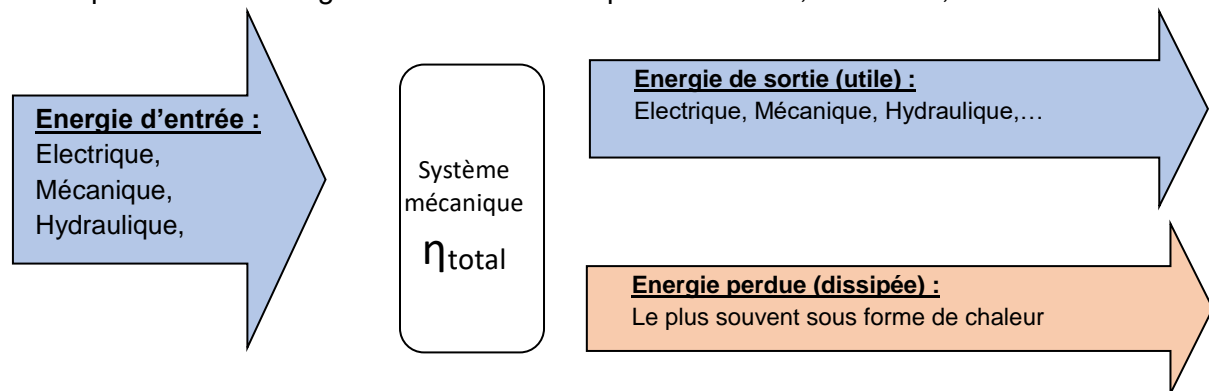 Energie d’entrée :
Electrique,
Mécanique,
Hydraulique,
Système
mécanique
ηtotal
Energie de sortie (utile) :
Electrique, Mécanique, Hydraulique,…
Energie perdue (dissipée) :
Le plus souvent sous forme de chaleur